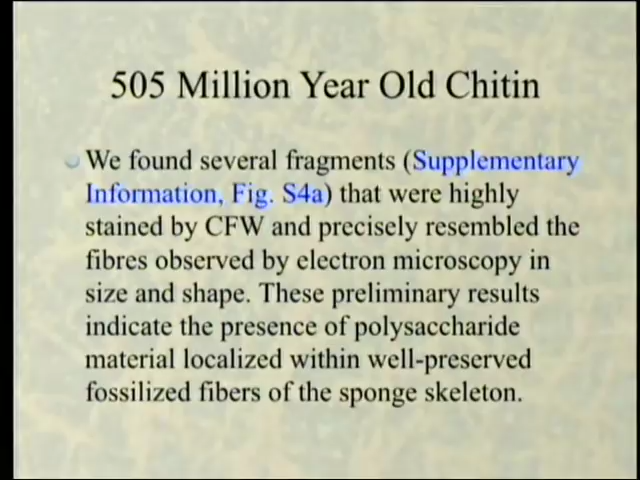 505 Million Year Old Chitin
We found several fragments (Supplementary
Information, Fig. S4a) that were highly
stained by CFW and precisely resembled the
fibres observed by electron microscopy in
size and shape. These preliminary results
indicate the presence of polysaccharide
material localized within well-preserved
fossilized fibers of the sponge skeleton.